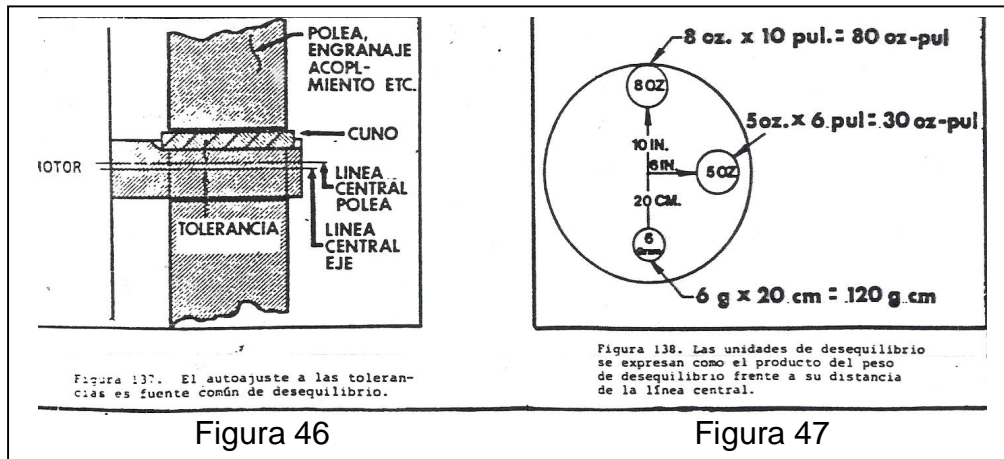 POLEA,
ENGRANAJE
ACOPL-
MIENTO ETC.
CUNO
MOTOR
LINEA
CENTRAL
POLEA
TOLERANCIA
LINEA
CENTRAL
EJE
Figura 137. El autoajuste a las toleran-
cias es fuente común de desequilibrio.
Figura 46
8 oz. x 10 pul. = 80 oz-pul
8 OZ
5 oz. x 6 pul = 30 oz-pul
10 IN.
6 IN.
5 OZ
20 CM.
6
6 g x 20 cm = 120 g cm
Figura 138. Las unidades de desequilibrio
se expresan como el producto del peso
de desequilibrio frente a su distancia
de la línea central.
Figura 47